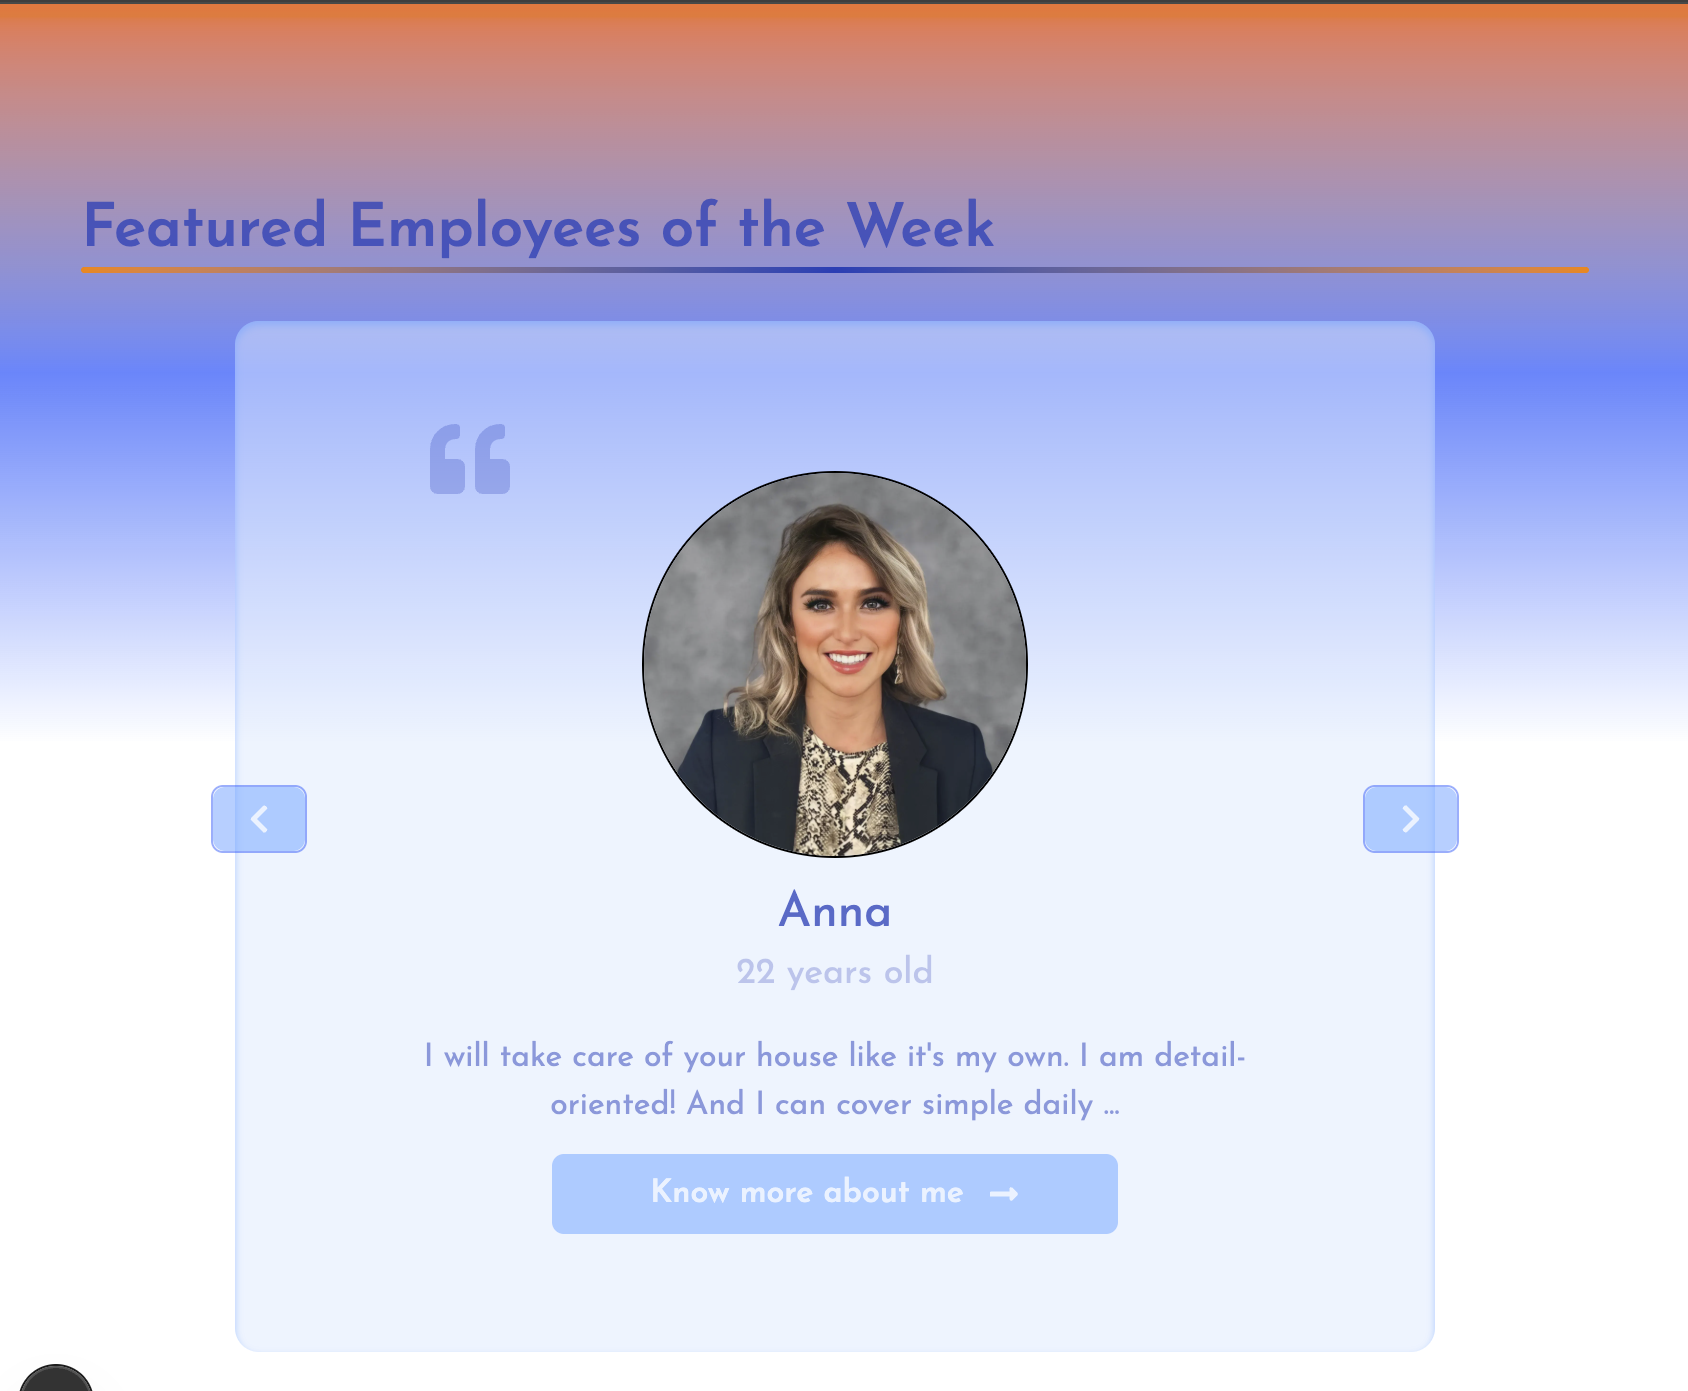 Featured Employees of the Week
Anna
22 years old
I will take care of your house like it's my own. I am detail-
oriented! And I can cover simple daily ...
Know more about me →